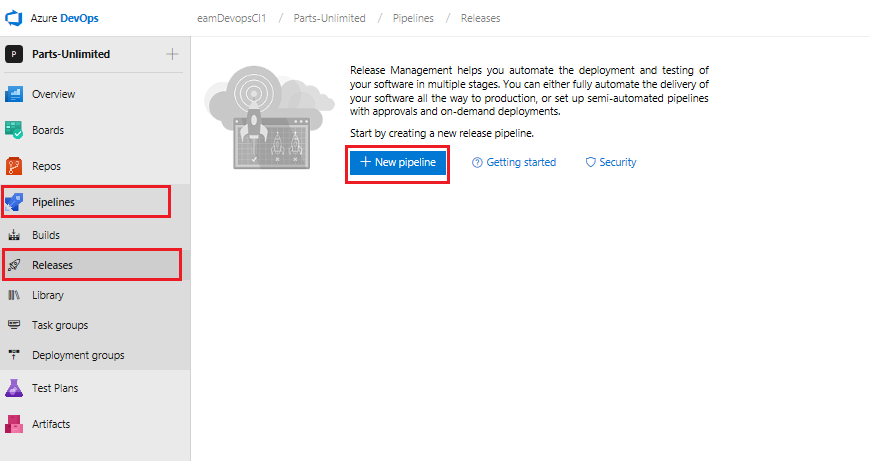 Azure DevOps
eamDevopsCI1 / Parts-Unlimited / Pipelines / Releases
P Parts-Unlimited +
Overview
Boards
Repos
Pipelines
Builds
Releases
Library
Task groups
Deployment groups
Test Plans
Artifacts
Release Management helps you automate the deployment and testing of
your software in multiple stages. You can either fully automate the delivery of
your software all the way to production, or set up semi-automated pipelines
with approvals and on-demand deployments.
Start by creating a new release pipeline.
+ New pipeline
Getting started
Security